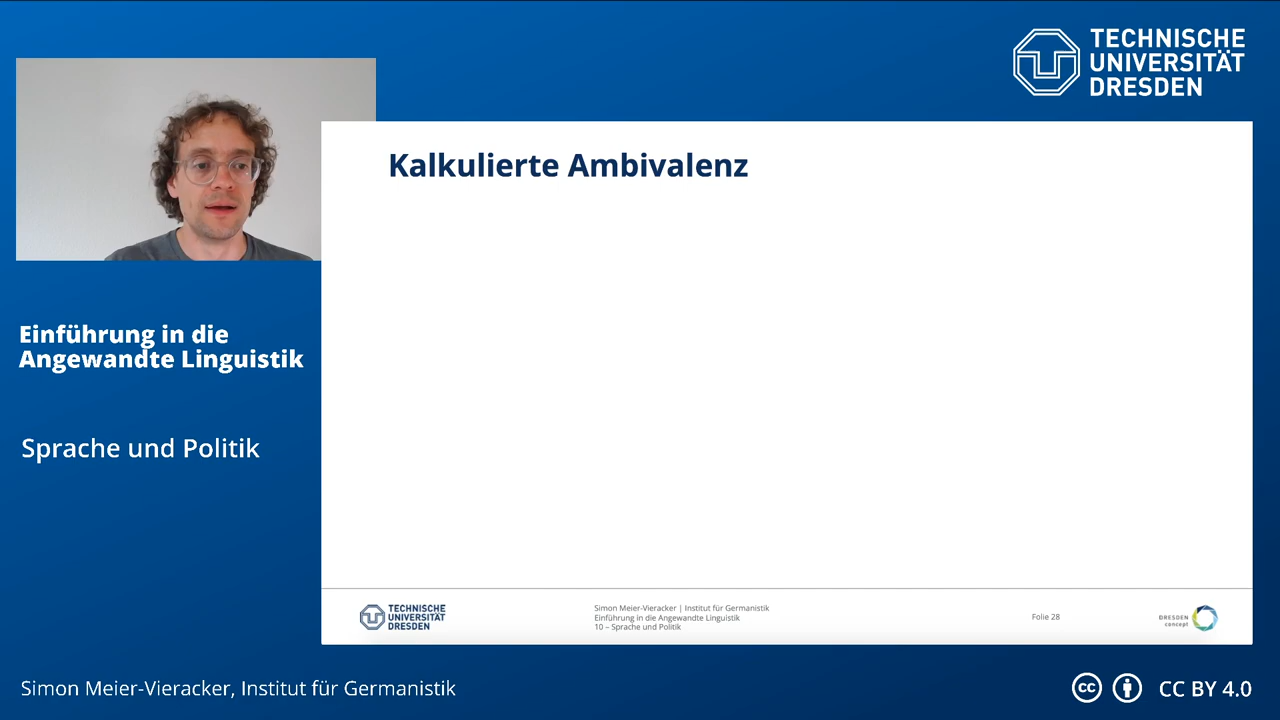 TECHNISCHE
UNIVERSITÄT
DRESDEN
Kalkulierte Ambivalenz
Einführung in die
Angewandte Linguistik
Sprache und Politik
TECHNISCHE
UNIVERSITÄT
DRESDEN
Simon Meier-Vieracker | Institut für Germanistik
Einführung in die Angewandte Linguistik
10 – Sprache und Politik
Folie 28
DRESDEN
concept
Simon Meier-Vieracker, Institut für Germanistik
cc
CC BY 4.0